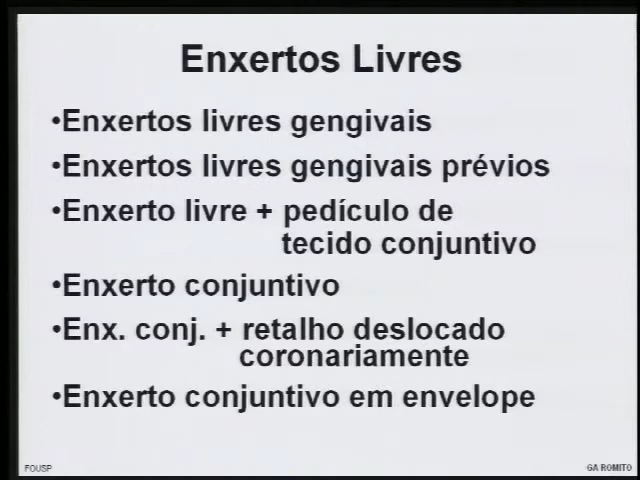 Enxertos Livres
•Enxertos livres gengivais
•Enxertos livres gengivais prévios
•Enxerto livre + pedículo de
tecido conjuntivo
•Enxerto conjuntivo
•Enx. conj. + retalho deslocado
coronariamente
•Enxerto conjuntivo em envelope
FOUSP
GA ROMITO